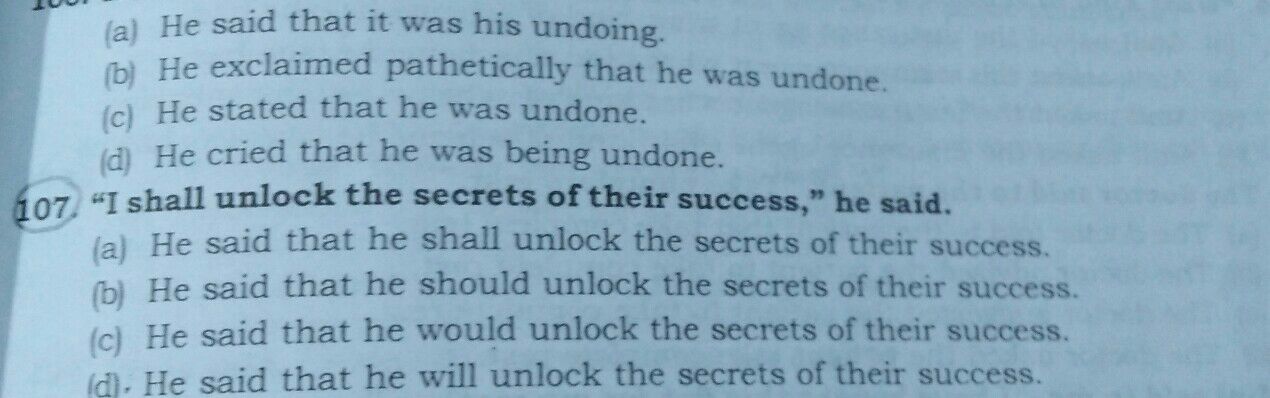 (a) He said that it was his undoing.
(b) He exclaimed pathetically that he was undone.
(c) He stated that he was undone.
(d) He cried that he was being undone.
107. “I shall unlock the secrets of their success,” he said.
(a) He said that he shall unlock the secrets of their success.
(b) He said that he should unlock the secrets of their success.
(c) He said that he would unlock the secrets of their success.
(d). He said that he will unlock the secrets of their success.